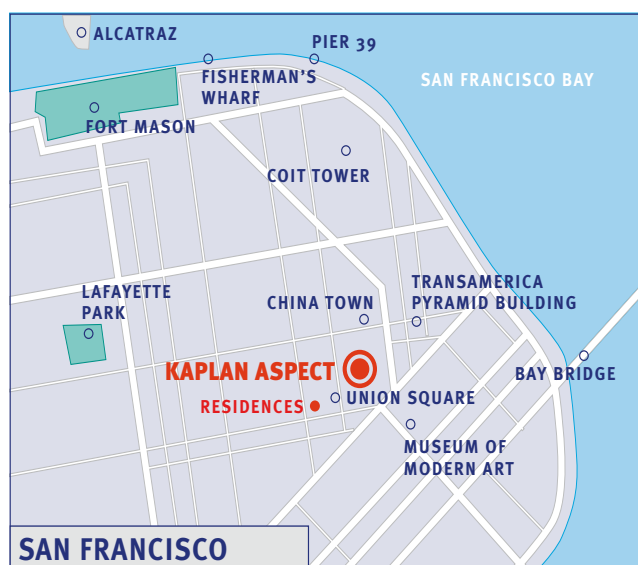 ALCATRAZ
PIER 39
FISHERMAN'S
WHARF
SAN FRANCISCO BAY
FORT MASON
COIT TOWER
LAFAYETTE
PARK
CHINA TOWN
TRANSAMERICA
PYRAMID BUILDING
KAPLAN ASPECT
BAY BRIDGE
RESIDENCES
UNION SQUARE
MUSEUM OF
MODERN ART
SAN FRANCISCO